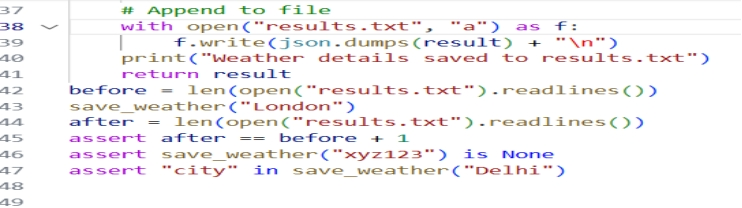 37 # Append to file
38 with open("results.txt", "a") as f:
39 f.write(json.dumps(result) + "\n")
40 print("Weather details saved to results.txt")
41 return result
42 before = len(open("results.txt").readlines())
43 save_weather("London")
44 after = len(open("results.txt").readlines())
45 assert after == before + 1
46 assert save_weather("xyz123") is None
47 assert "city" in save_weather("Delhi")
48
49